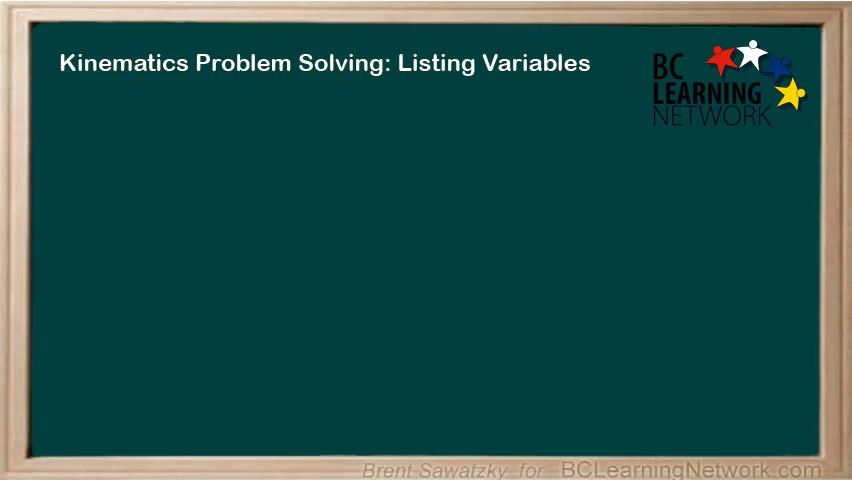 Kinematics Problem Solving: Listing Variables
BC
LEARNING
NETWORK
Brent Sawatzky for BCLearningNetwork.com